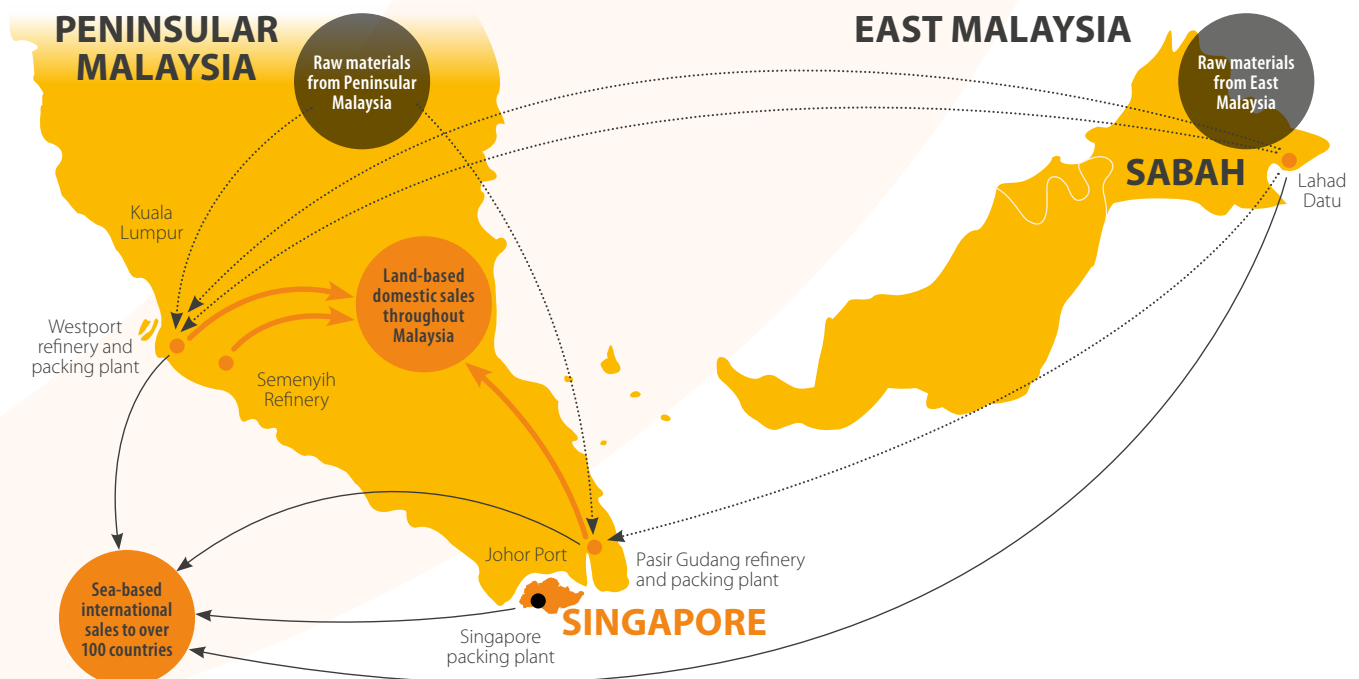 PENINSULAR
MALAYSIA
EAST MALAYSIA
Raw materials
from Peninsular
Malaysia
Raw materials
from East
Malaysia
SABAH
Lahad
Datu
Kuala
Lumpur
Land-based
domestic sales
throughout
Malaysia
Westport
refinery and
packing plant
Semenyih
Refinery
Johor Port
Pasir Gudang refinery
and packing plant
Sea-based
international
sales to over
100 countries
SINGAPORE
Singapore
packing plant